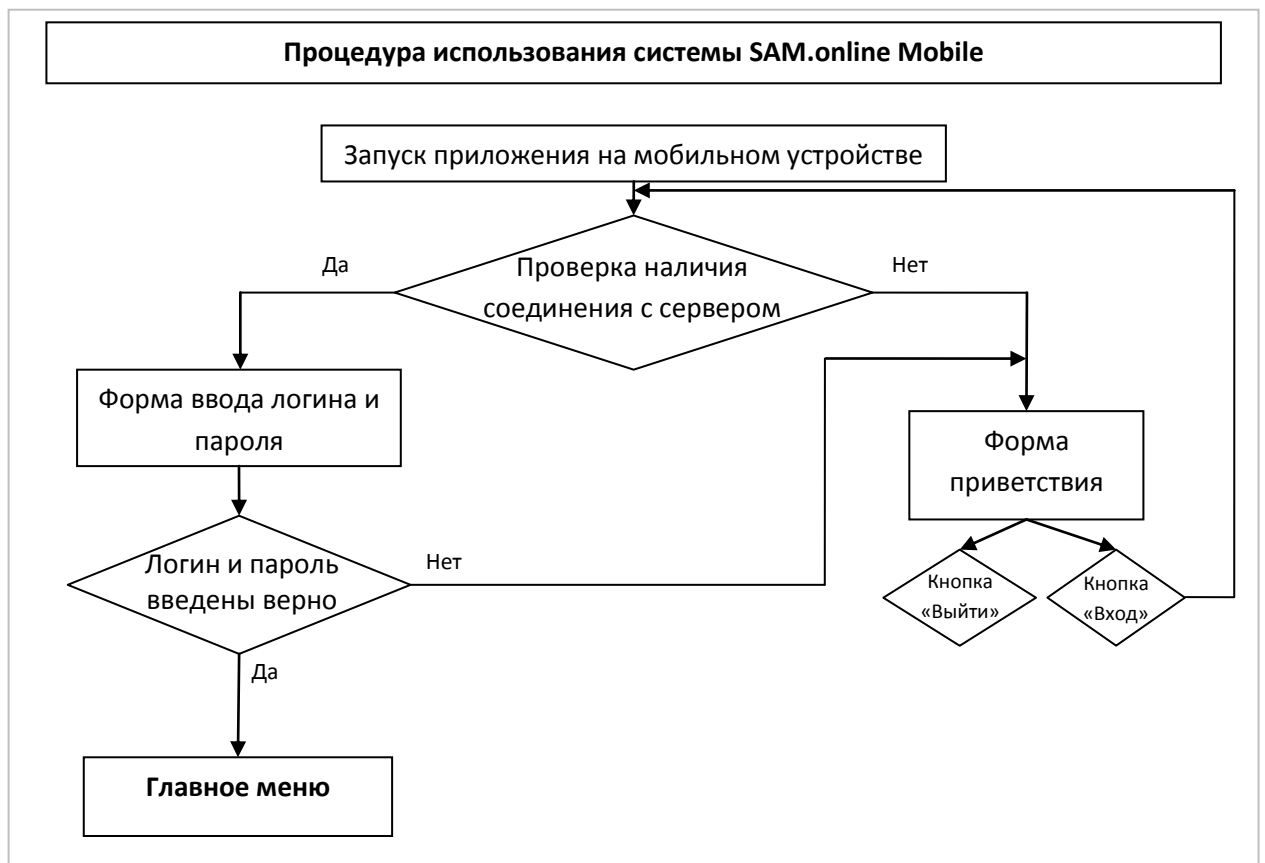 Процедура использования системы SAM.online Mobile
Запуск приложения на мобильном устройстве
Да
Проверка наличия
соединения с сервером
Нет
Форма ввода логина и
пароля
Форма
приветствия
Логин и пароль
введены верно
Нет
Кнопка
«Выйти»
Кнопка
«Вход»
Да
Главное меню